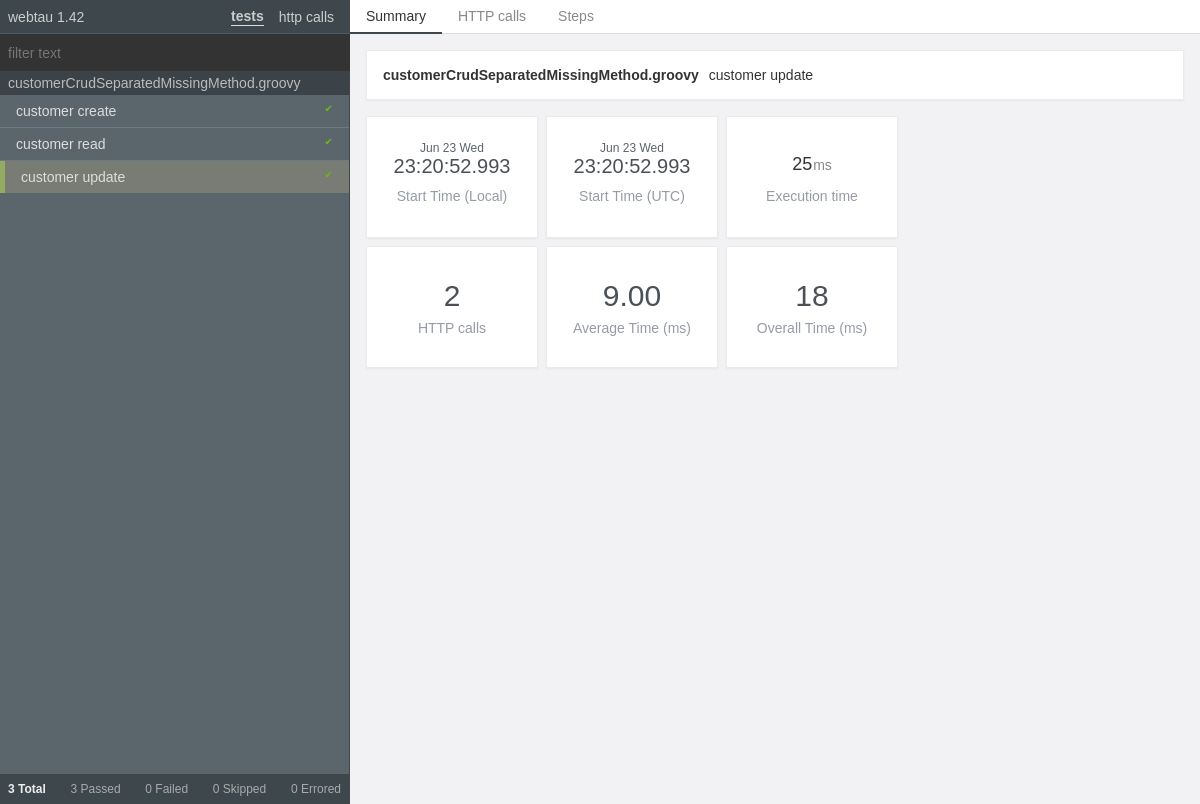 webtau 1.42 tests http calls
filter text
customerCrudSeparatedMissingMethod.groovy
customer create ✔
customer read ✔
customer update ✔
3 Total 3 Passed 0 Failed 0 Skipped 0 Errored
Summary HTTP calls Steps
customerCrudSeparatedMissingMethod.groovy customer update
Jun 23 Wed
23:20:52.993
Start Time (Local)
Jun 23 Wed
23:20:52.993
Start Time (UTC)
25 ms
Execution time
2
HTTP calls
9.00
Average Time (ms)
18
Overall Time (ms)